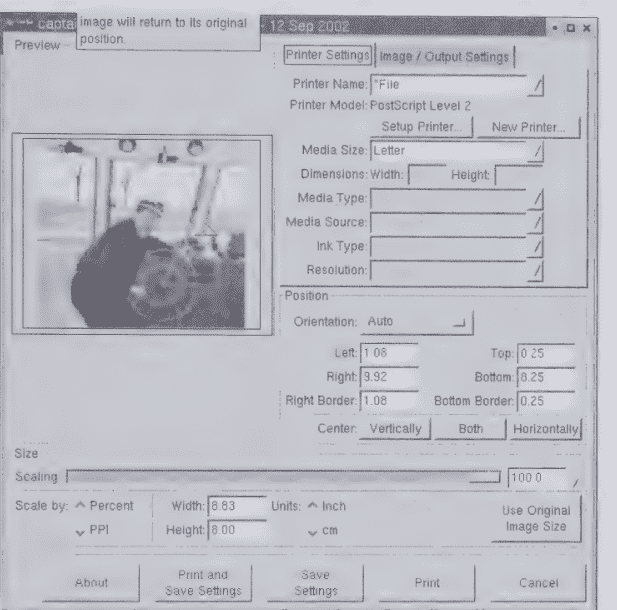 image will return to its original
position.
12 Sep 2002
Preview
Printer Settings Image / Output Settings
Printer Name: *File
Printer Model: PostScript Level 2
Setup Printer... New Printer...
Media Size: Letter
Dimensions: Width: Height:
Media Type:
Media Source:
Ink Type:
Resolution:
Position
Orientation: Auto
Left: 1.08 Top: 0.25
Right: 9.92 Bottom: 8.25
Right Border: 1.08 Bottom Border: 0.25
Center: Vertically Both Horizontally
Size
Scaling 100.0
Scale by: Percent Width: 8.83 Units: Inch
PPI Height: 8.00 cm
Use Original
Image Size
About Print and
Save Settings Save
Settings Print Cancel